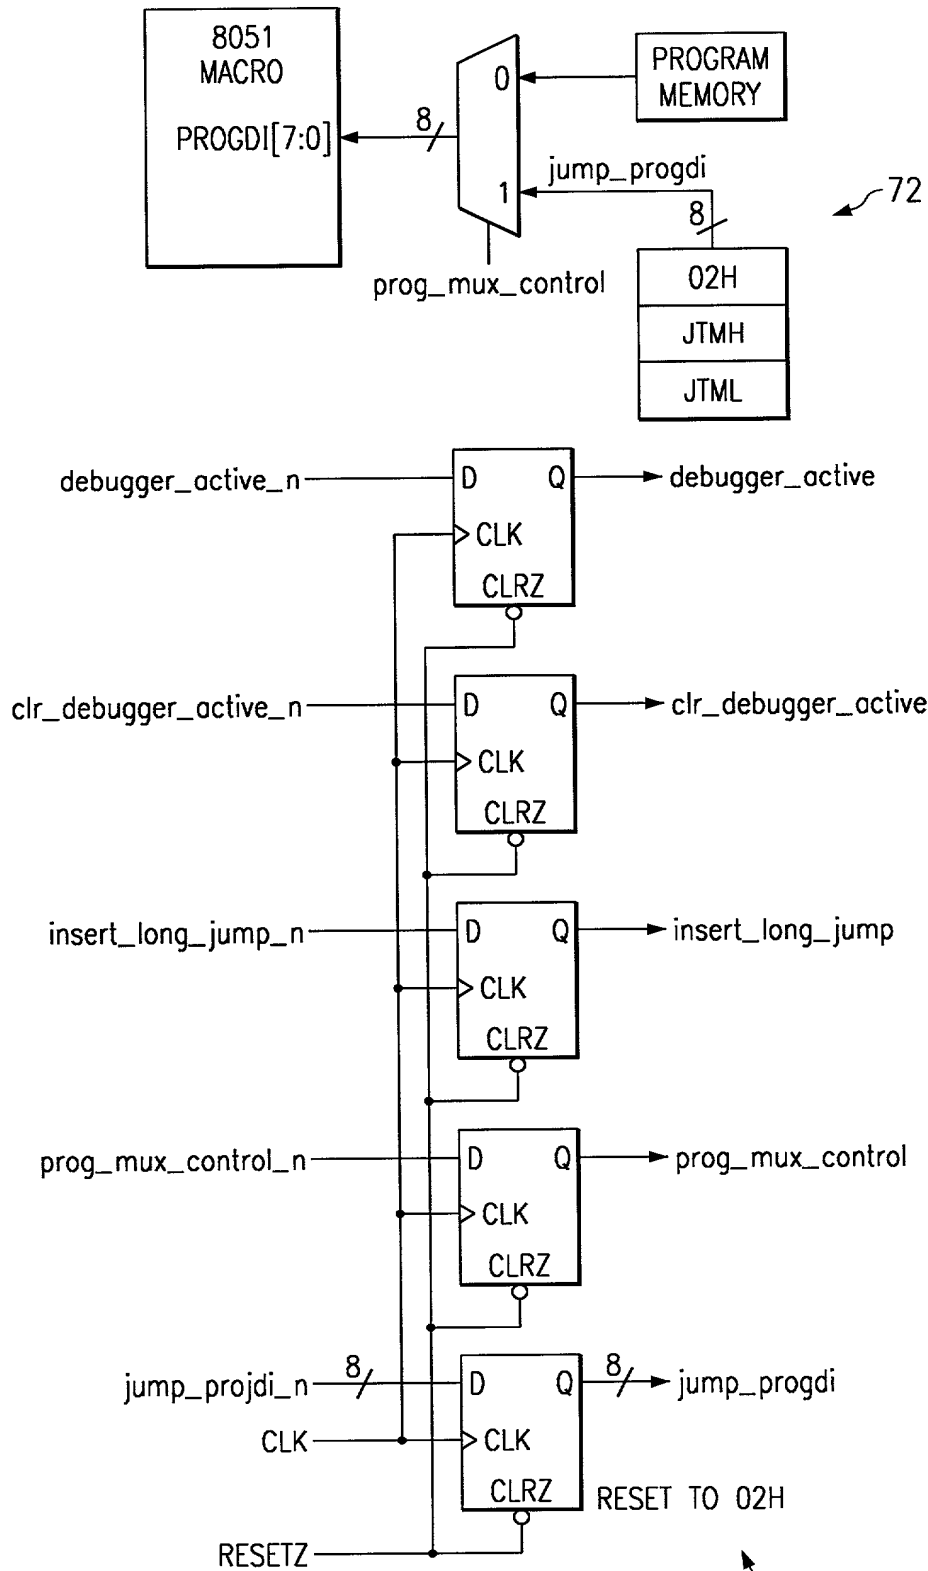 8051
MACRO
PROGDI[7:0]
8
0
1
PROGRAM
MEMORY
jump_progdi
8
72
prog_mux_control
02H
JTMH
JTML
debugger_active_n
D
Q
debugger_active
CLK
CLRZ
clr_debugger_active_n
D
Q
clr_debugger_active
CLK
CLRZ
insert_long_jump_n
D
Q
insert_long_jump
CLK
CLRZ
prog_mux_control_n
D
Q
prog_mux_control
CLK
CLRZ
jump_projdi_n
8
D
Q
8
jump_progdi
CLK
CLK
CLRZ
RESET TO 02H
RESETZ